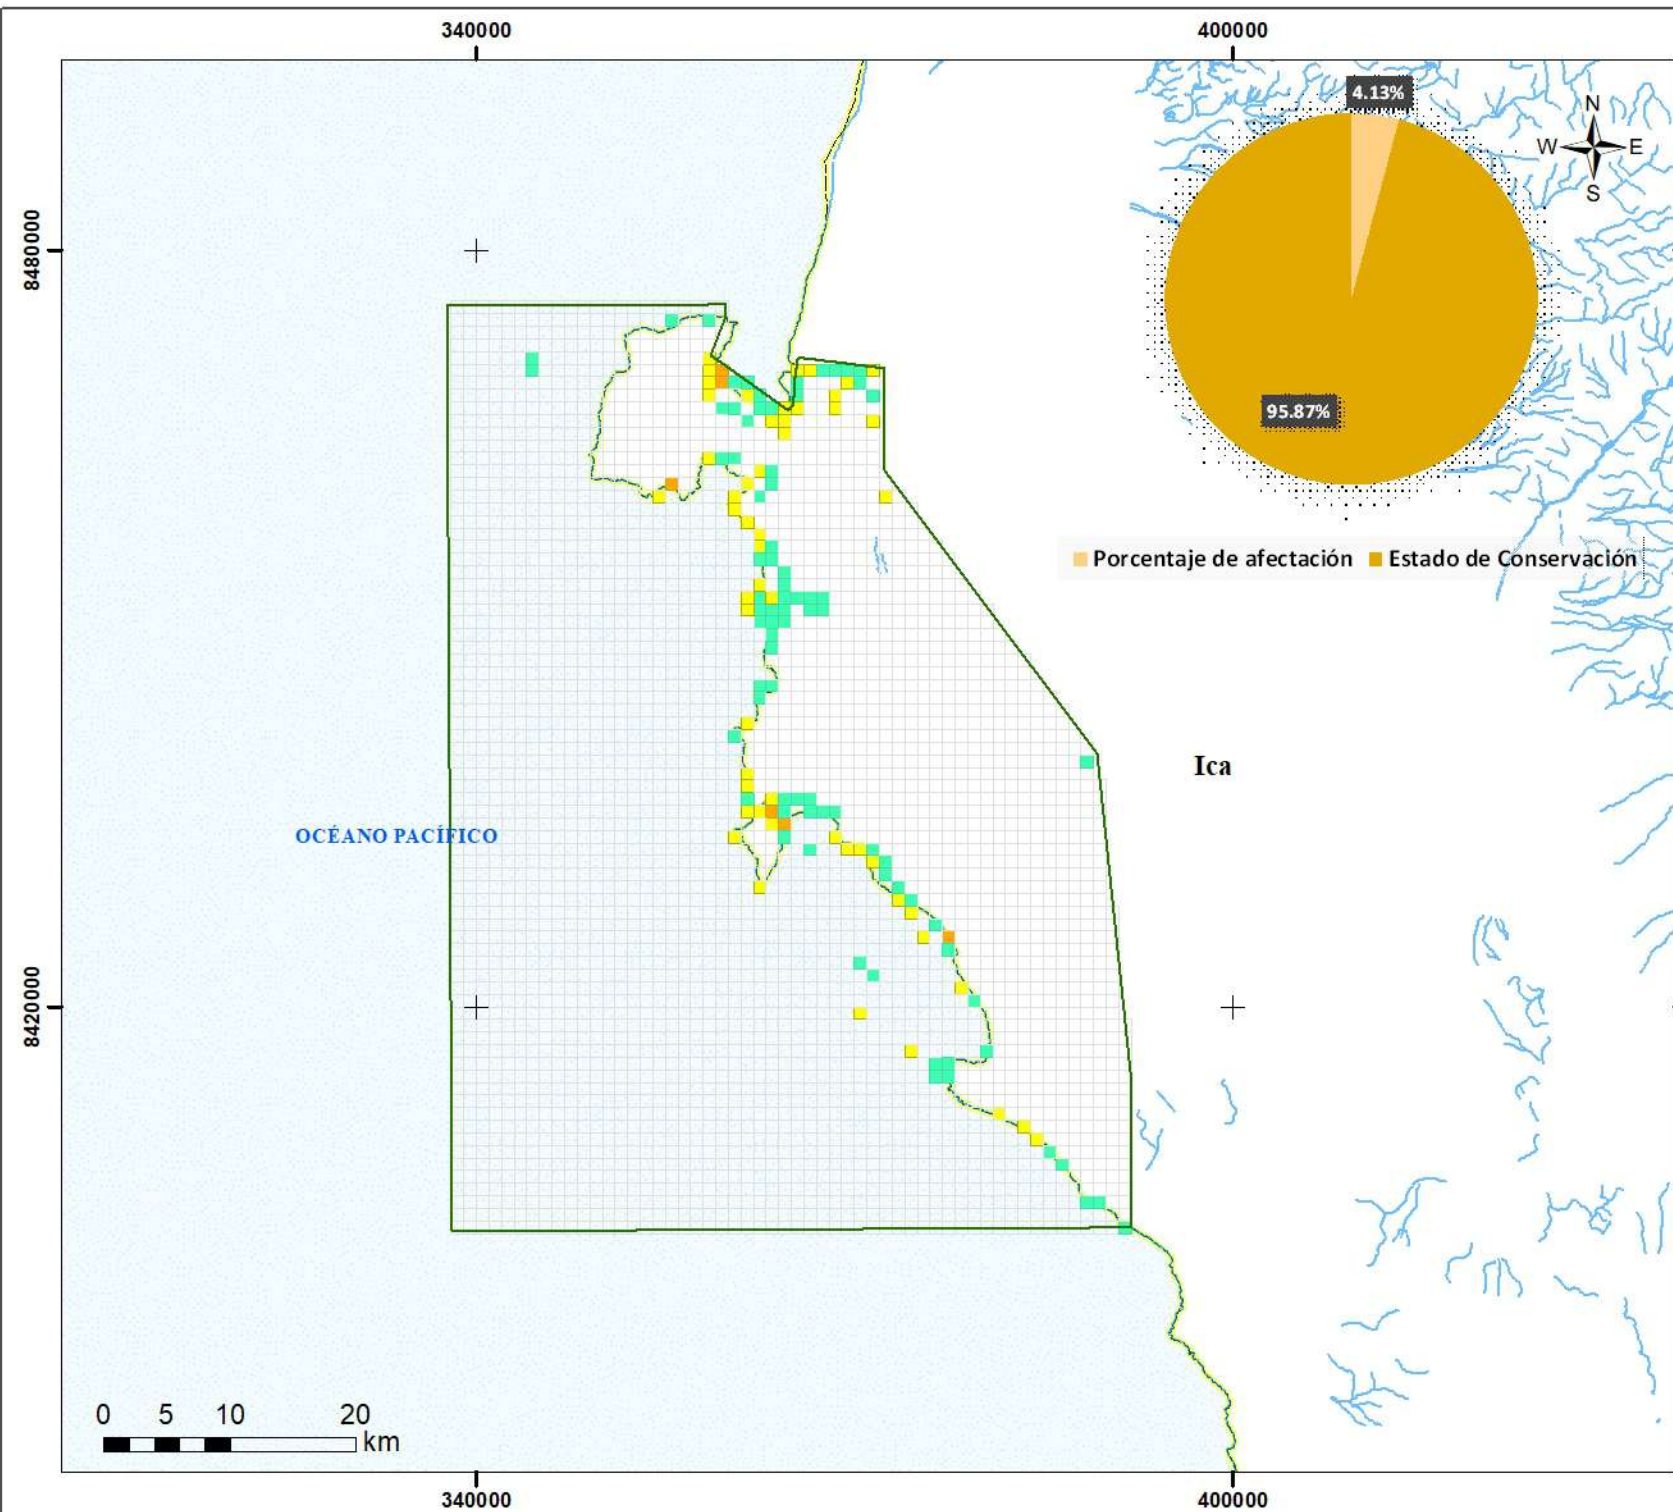 340000 400000
4.13%
N
W E
S
8480000
95.87%
Porcentaje de afectación Estado de Conservación
Ica
OCÉANO PACÍFICO
8420000
0 5 10 20
km
340000 400000